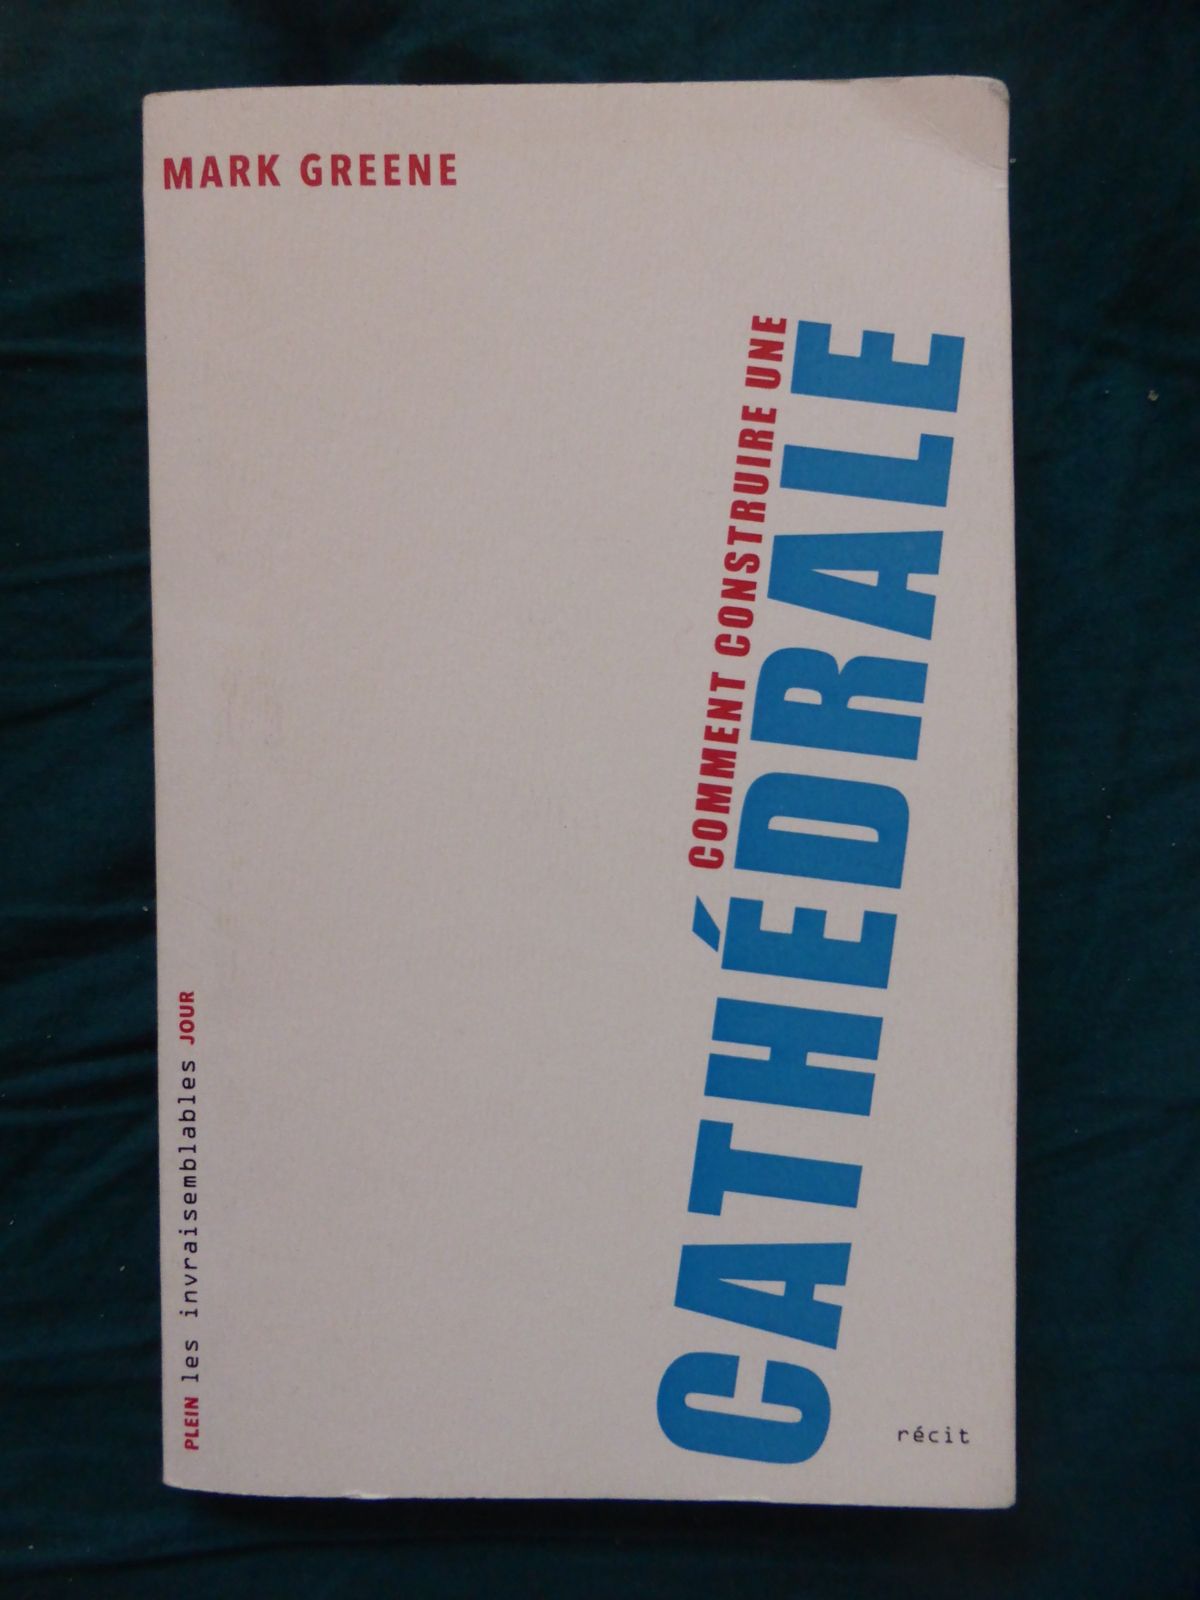 MARK GREENE
COMMENT CONSTRUIRE UNE
CATHÉDRALE
PLEIN les invraisemblables JOUR
récit